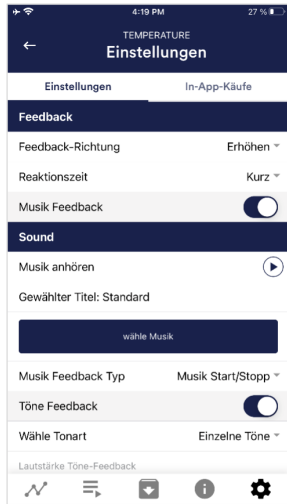 4:19 PM 27 %
TEMPERATURE
Einstellungen
Einstellungen In-App-Käufe
Feedback
Feedback-Richtung Erhöhen
Reaktionszeit Kurz
Musik Feedback
Sound
Musik anhören
Gewählter Titel: Standard
wähle Musik
Musik Feedback Typ Musik Start/Stopp
Töne Feedback
Wähle Tonart Einzelne Töne
Lautstärke Töne-Feedback